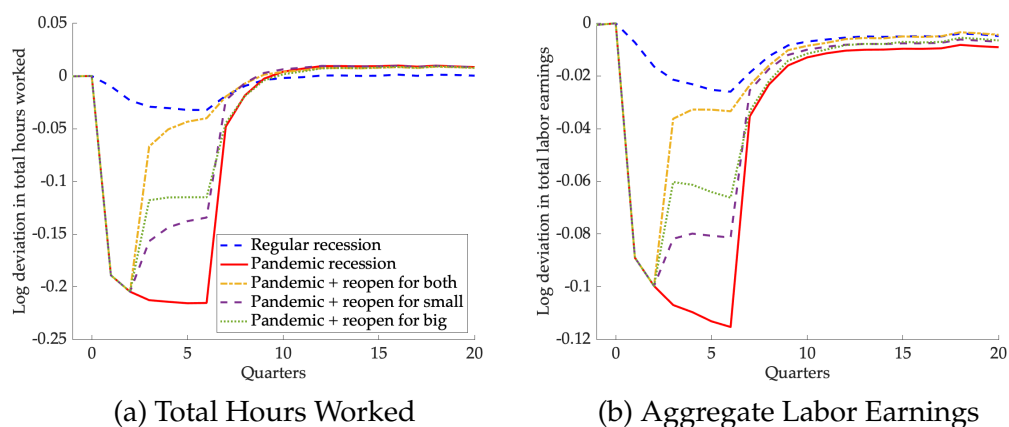 0.05
0
-0.05
-0.1
-0.15
-0.2
-0.25
Log deviation in total hours worked
0
5
10
15
20
Quarters
Regular recession
Pandemic recession
Pandemic + reopen for both
Pandemic + reopen for small
Pandemic + reopen for big
(a) Total Hours Worked
0
-0.02
-0.04
-0.06
-0.08
-0.1
-0.12
Log deviation in total labor earnings
0
5
10
15
20
Quarters
(b) Aggregate Labor Earnings